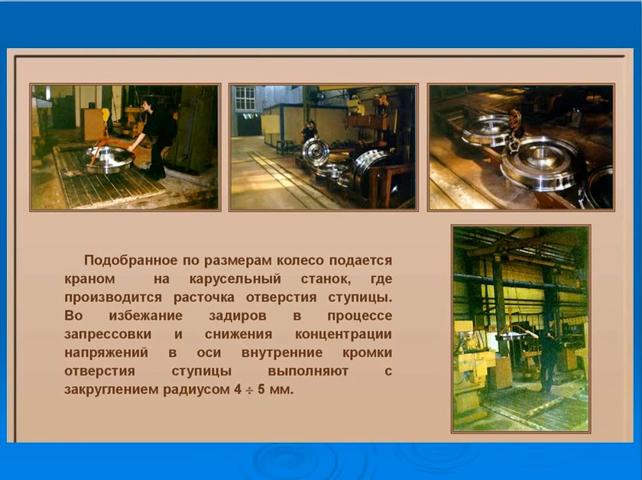 Подобранное по размерам колесо подается
краном на карусельный станок, где
производится расточка отверстия ступицы.
Во избежание задиров в процессе
запрессовки и снижения концентрации
напряжений в оси внутренние кромки
отверстия ступицы выполняют с
закруглением радиусом 4 ÷ 5 мм.